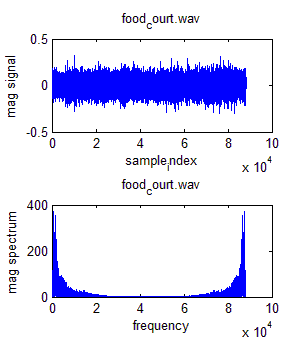 food_court.wav
0.5
0
-0.5
mag signal
0 2 4 6 8 10
sample_index
x 10^4
food_court.wav
400
200
0
mag spectrum
0 2 4 6 8 10
frequency
x 10^4